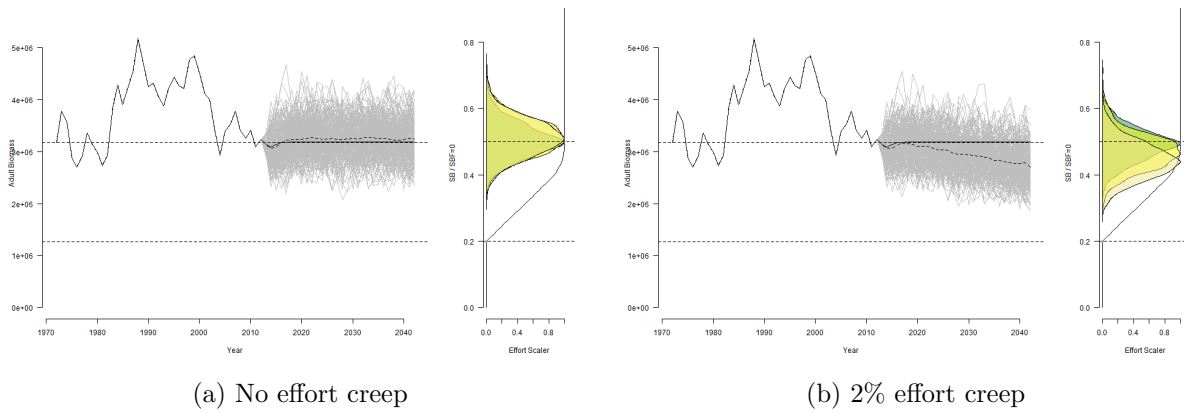 5e+06
4e+06
3e+06
2e+06
1e+06
0e+00
Adult Biomass
1970 1980 1990 2000 2010 2020 2030 2040
Year
0.8
0.6
0.4
0.2
0.0
SB / SBF=0
0.0 0.4 0.8
Effort Scaler
5e+06
4e+06
3e+06
2e+06
1e+06
0e+00
Adult Biomass
1970 1980 1990 2000 2010 2020 2030 2040
Year
0.8
0.6
0.4
0.2
0.0
SB / SBF=0
0.0 0.4 0.8
Effort Scaler
(a) No effort creep
(b) 2% effort creep